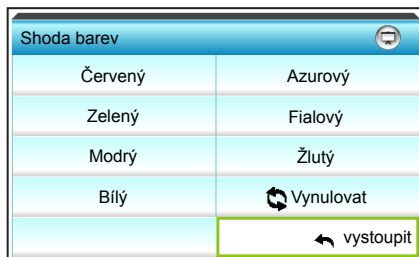 Shoda barev
Červený Azurový
Zelený Fialový
Modrý Žlutý
Bílý Vynulovat
vystoupit